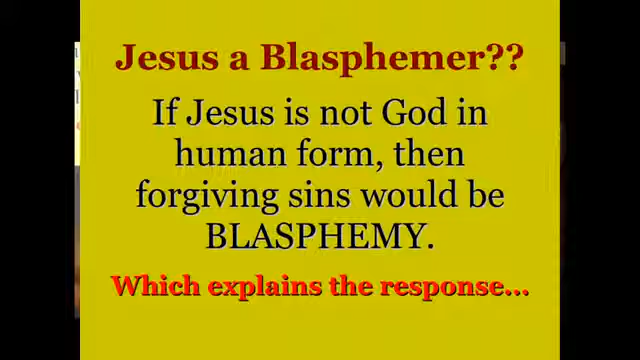 Jesus a Blasphemer??
If Jesus is not God in
human form, then
forgiving sins would be
BLASPHEMY.
Which explains the response...